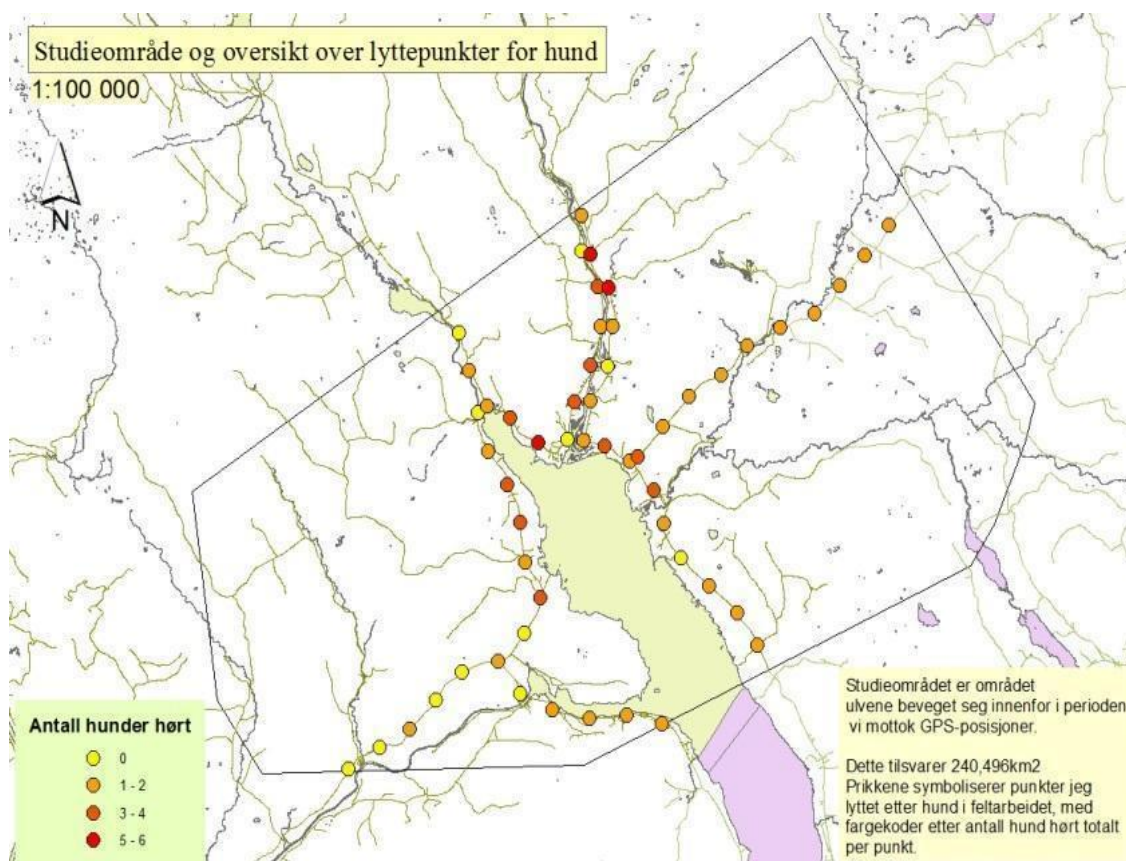 Studieområde og oversikt over lyttepunkter for hund
1:100 000
N
Antall hunder hørt
0
1 - 2
3 - 4
5 - 6
Studieområdet er området
ulvene beveget seg innenfor i perioden
vi mottok GPS-posisjoner.
Dette tilsvarer 240,496km2
Prikkene symboliserer punkter jeg
lyttet etter hund i feltarbeidet, med
fargekoder etter antall hund hørt totalt
per punkt.